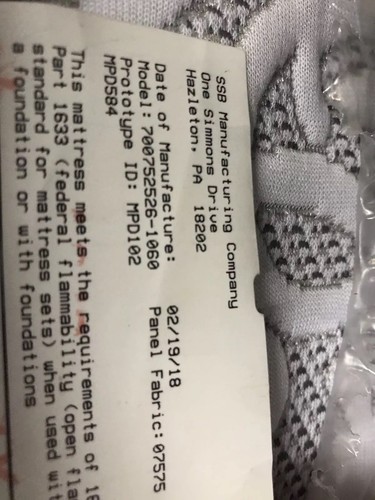 SSB Manufacturing Company
One Simmons Drive
Hazleton. PA 18202
Date of Manufacture: 02/19/18
Model: 700752526-1060 Panel Fabric: 07575
Prototype ID: MPD102
MPD584
This mattress meets the requirements of
Part 1633 (federal flammability (open
standard for mattress sets) when used
a foundation or with foundations